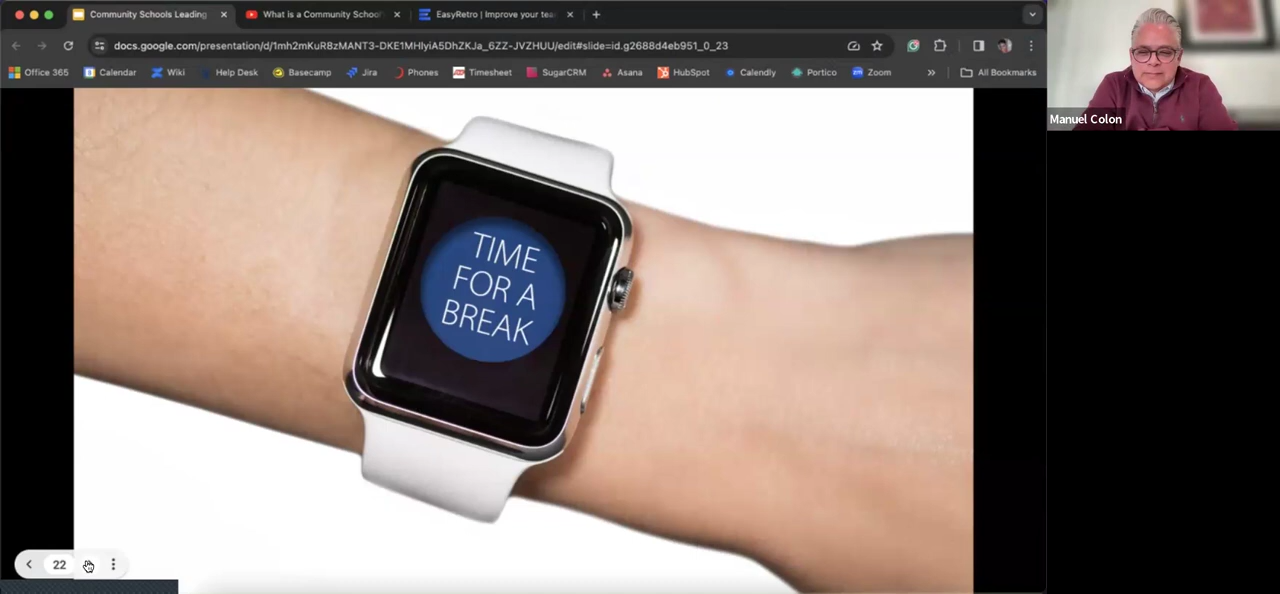 Community Schools Leading
What is a Community School
EasyRetro | Improve your tea
docs.google.com/presentation/d/1mh2mKuR8zMANT3-DKE1MHlyiA5DhZKJa_6ZZ-JVZHUU/edit#slide=id.g2688d4eb951_0_23
Office 365
Calendar
Wiki
Help Desk
Basecamp
Jira
Phones
Timesheet
SugarCRM
Asana
HubSpot
Calendly
Portico
zm Zoom
All Bookmarks
Manuel Colon
TIME
FOR A
BREAK
22